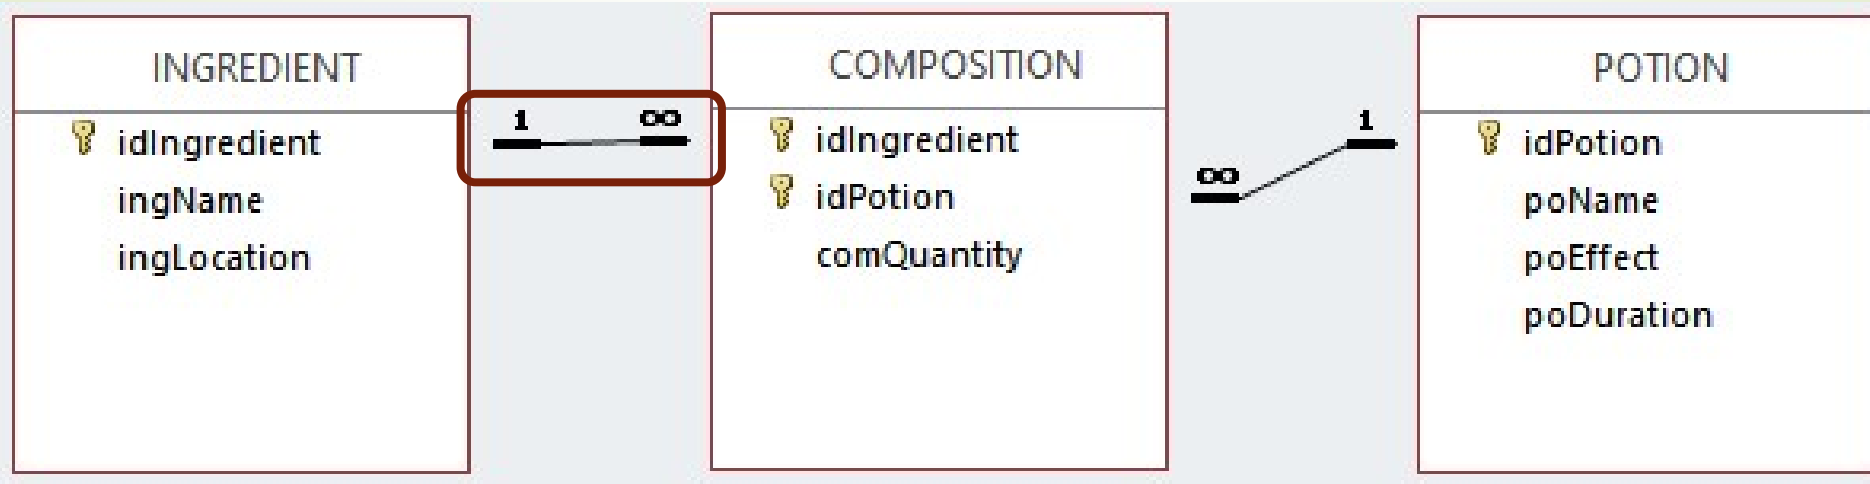 INGREDIENT
idIngredient
ingName
ingLocation
1 ∞
COMPOSITION
idIngredient
idPotion
comQuantity
∞ 1
POTION
idPotion
poName
poEffect
poDuration